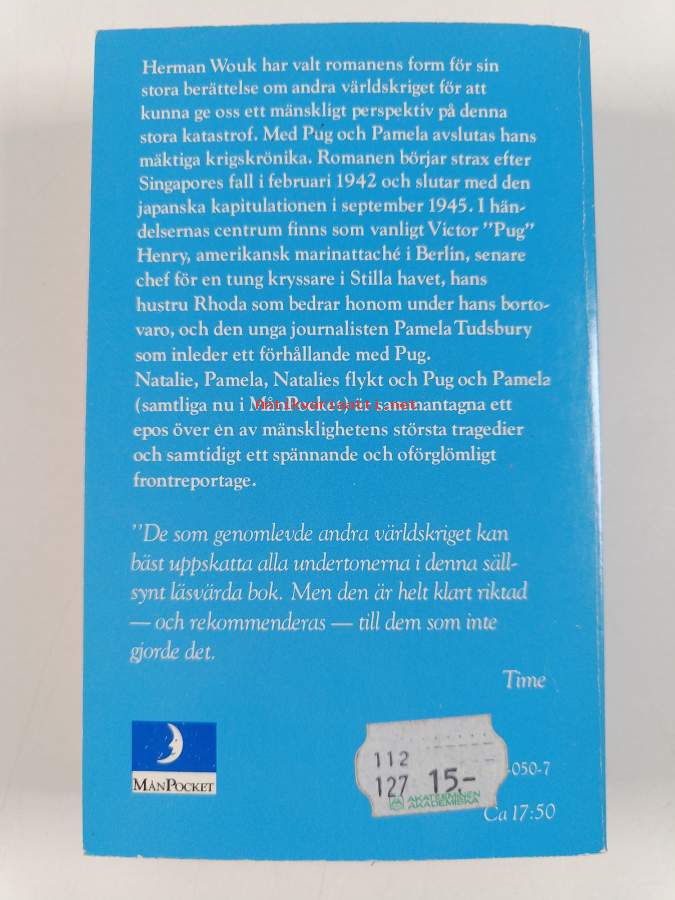 Herman Wouk har valt romanens form för sin
stora berättelse om andra världskriget för att
kunna ge oss ett mänskligt perspektiv på denna
stora katastrof. Med Pug och Pamela avslutas hans
mäktiga krigskrönika. Romanen börjar strax efter
Singapores fall i februari 1942 och slutar med den
japanska kapitulationen i september 1945. I hän-
delsernas centrum finns som vanligt Victor "Pug"
Henry, amerikansk marinattaché i Berlin, senare
chef för en tung kryssare i Stilla havet, hans
hustru Rhoda som bedrar honom under hans borto-
varo, och den unga journalisten Pamela Tudsbury
som inleder ett förhållande med Pug.
Natalie, Pamela, Natalies flykt och Pug och Pamela
(samtliga nu i MånPocket) är sammantagna ett
epos över en av mänsklighetens största tragedier
och samtidigt ett spännande och oförglömligt
frontreportage.
"De som genomlevde andra världskriget kan
bäst uppskatta alla undertonerna i denna säll-
synt läsvärda bok. Men den är helt klart riktad
— och rekommenderas — till dem som inte
gjorde det.
Time
MÅNPOCKET
112
127 15.-
AKATEEMINEN
AKADEMISKA
-050-7
Ca 17:50